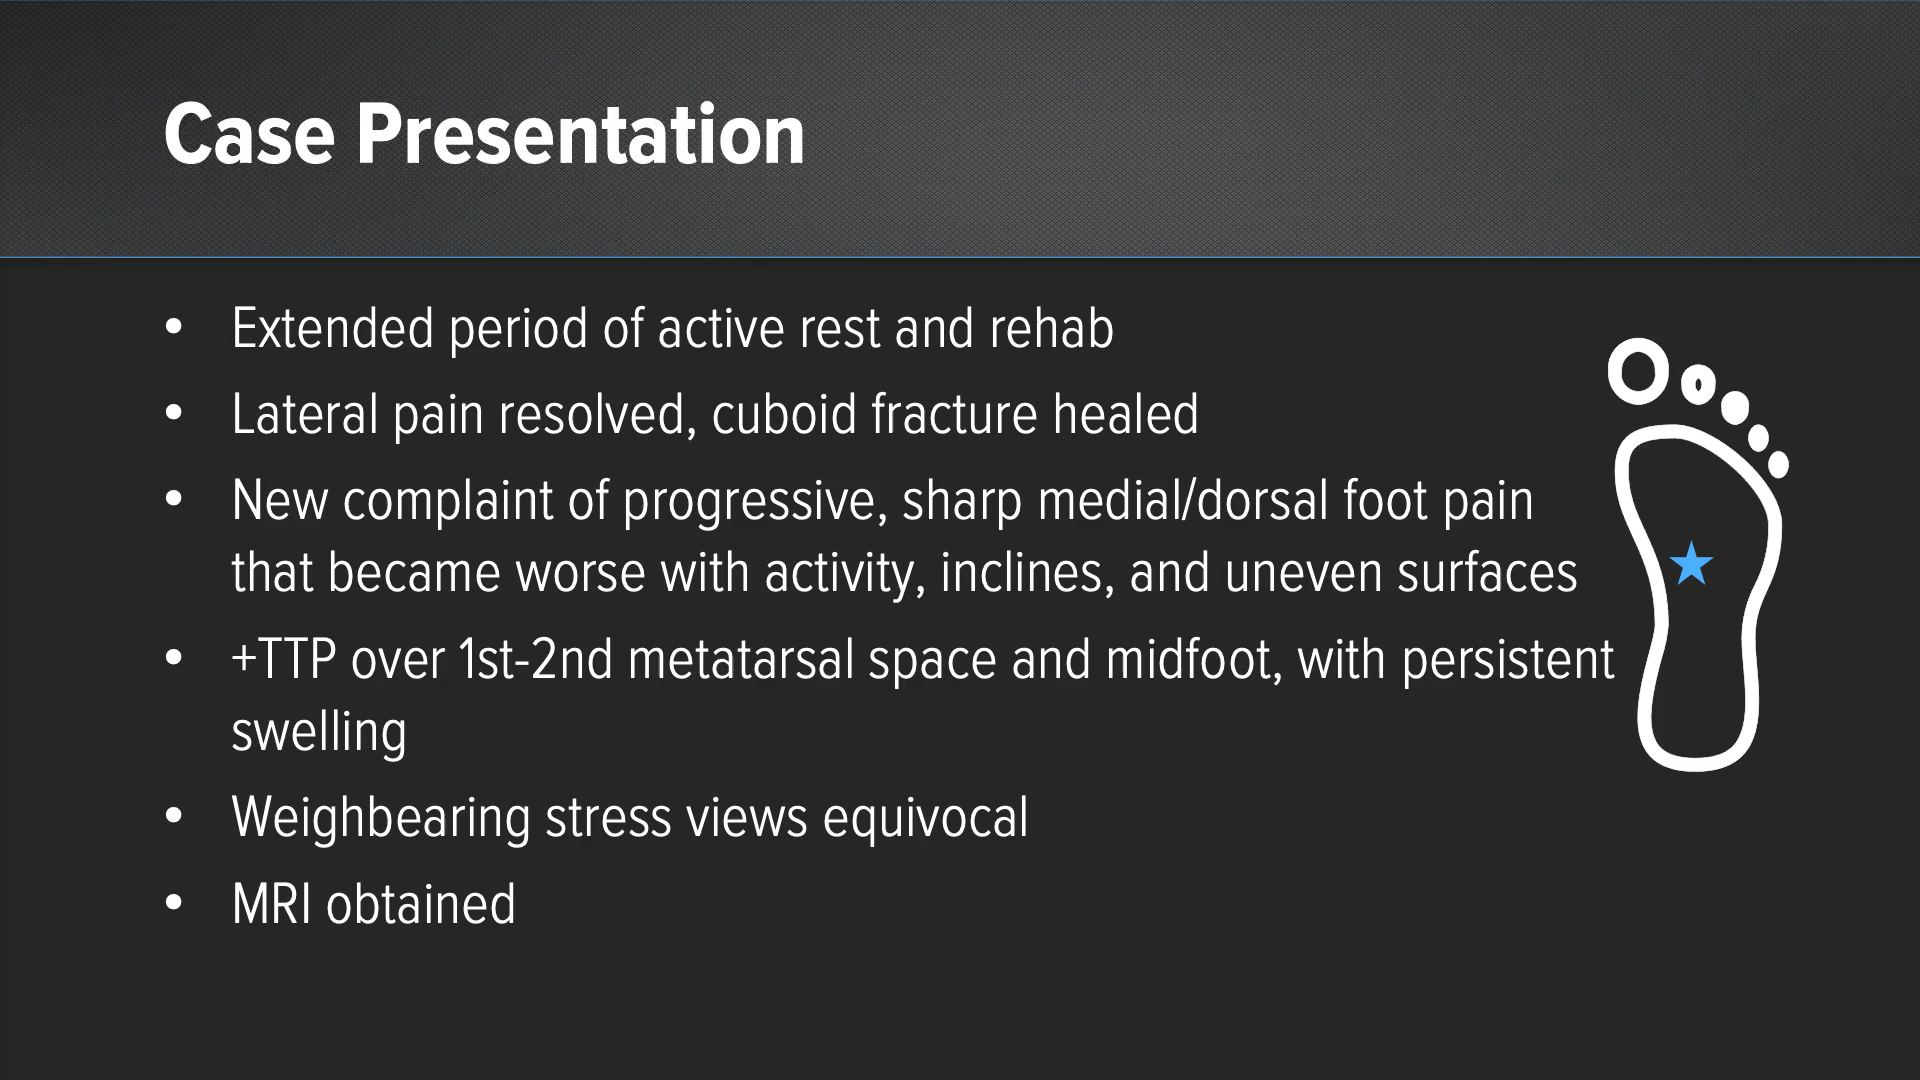 Case Presentation
• Extended period of active rest and rehab
• Lateral pain resolved, cuboid fracture healed
• New complaint of progressive, sharp medial/dorsal foot pain
that became worse with activity, inclines, and uneven surfaces
• +TTP over 1st-2nd metatarsal space and midfoot, with persistent
swelling
• Weighbearing stress views equivocal
• MRI obtained